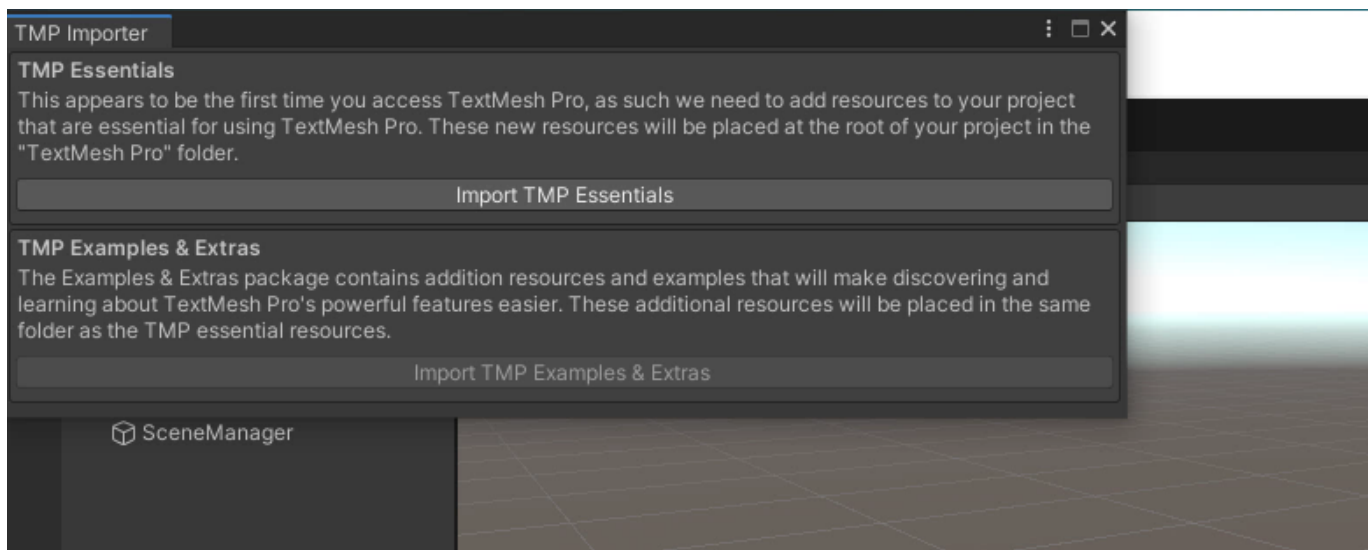 TMP Importer
TMP Essentials
This appears to be the first time you access TextMesh Pro, as such we need to add resources to your project
that are essential for using TextMesh Pro. These new resources will be placed at the root of your project in the
"TextMesh Pro" folder.
Import TMP Essentials
TMP Examples & Extras
The Examples & Extras package contains addition resources and examples that will make discovering and
learning about TextMesh Pro's powerful features easier. These additional resources will be placed in the same
folder as the TMP essential resources.
Import TMP Examples & Extras
SceneManager